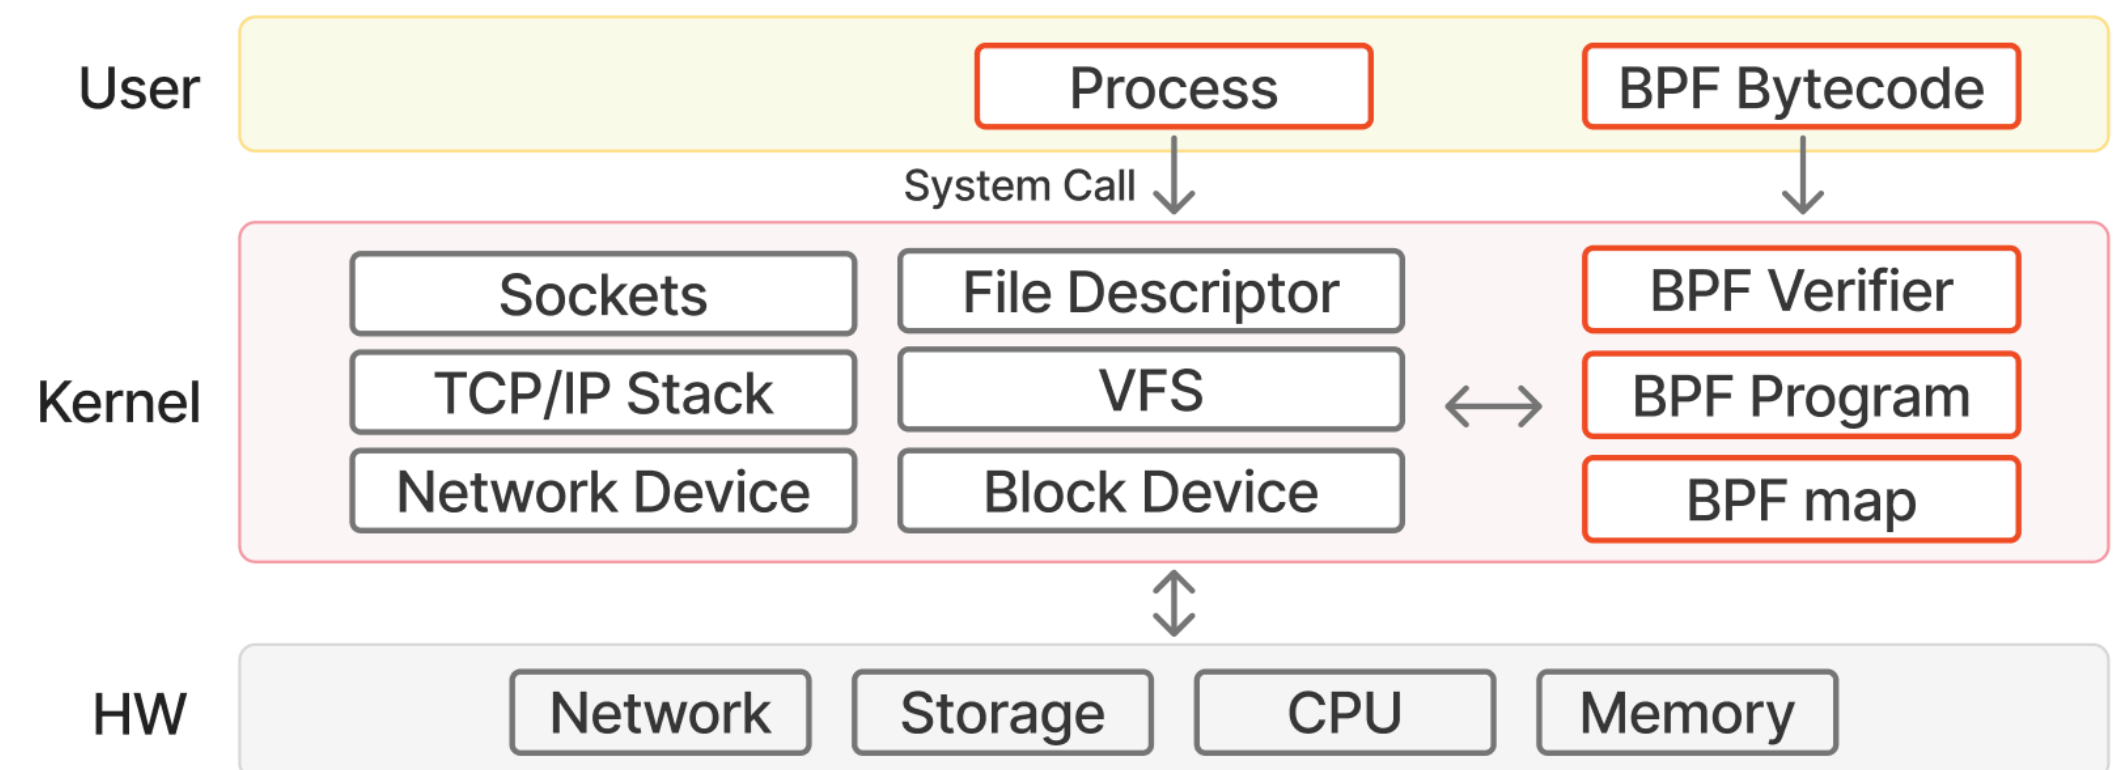 User
Process
BPF Bytecode
System Call
Kernel
Sockets
File Descriptor
BPF Verifier
TCP/IP Stack
VFS
BPF Program
Network Device
Block Device
BPF map
HW
Network
Storage
CPU
Memory